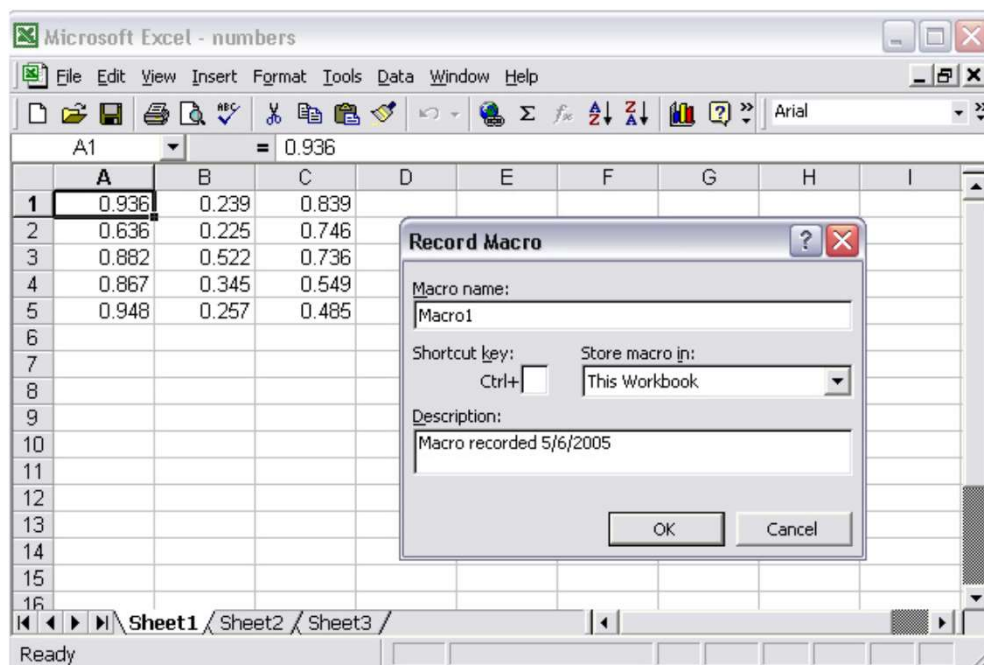 Microsoft Excel - numbers
File Edit View Insert Format Tools Data Window Help
ABC Σ fx A Z Z A ? » Arial »
A1 = 0.936
A B C D E F G H I
1 0.936 0.239 0.839
2 0.636 0.225 0.746
3 0.882 0.522 0.736
4 0.867 0.345 0.549
5 0.948 0.257 0.485
6
7
8
9
10
11
12
13
14
15
16
Record Macro ?
Macro name:
Macro1
Shortcut key: Store macro in:
Ctrl+ This Workbook
Description:
Macro recorded 5/6/2005
OK Cancel
Sheet1 / Sheet2 / Sheet3 /
Ready